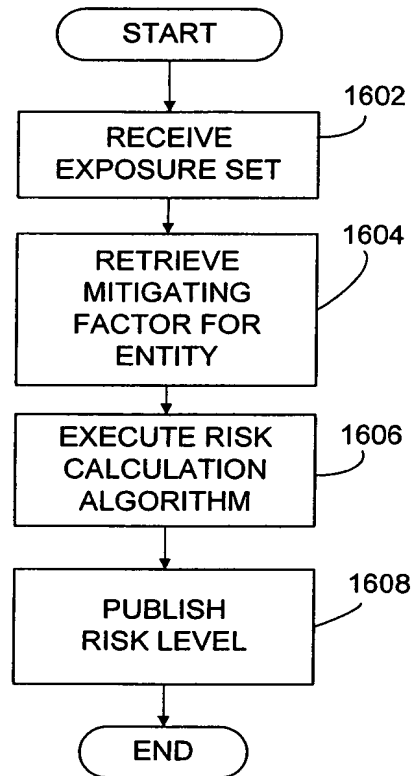 START
1602
RECEIVE
EXPOSURE SET
1604
RETRIEVE
MITIGATING
FACTOR FOR
ENTITY
1606
EXECUTE RISK
CALCULATION
ALGORITHM
1608
PUBLISH
RISK LEVEL
END